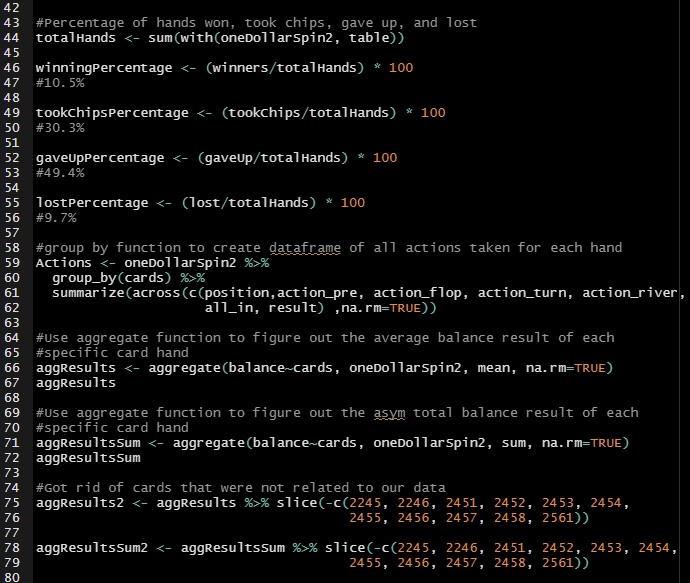 42
43 #Percentage of hands won, took chips, gave up, and lost
44 totalHands <- sum(with(oneDollarSpin2, table))
45
46 winningPercentage <- (winners/totalHands) * 100
47 #10.5%
48
49 tookChipsPercentage <- (tookChips/totalHands) * 100
50 #30.3%
51
52 gaveUpPercentage <- (gaveUp/totalHands) * 100
53 #49.4%
54
55 lostPercentage <- (lost/totalHands) * 100
56 #9.7%
57
58 #group by function to create dataframe of all actions taken for each hand
59 Actions <- oneDollarSpin2 %>%
60   group_by(cards) %>%
61   summarize(across(c(position,action_pre, action_flop, action_turn, action_river,
62                      all_in, result) ,na.rm=TRUE))
63
64 #Use aggregate function to figure out the average balance result of each
65 #specific card hand
66 aggResults <- aggregate(balance~cards, oneDollarSpin2, mean, na.rm=TRUE)
67 aggResults
68
69 #Use aggregate function to figure out the asym total balance result of each
70 #specific card hand
71 aggResultsSum <- aggregate(balance~cards, oneDollarSpin2, sum, na.rm=TRUE)
72 aggResultsSum
73
74 #Got rid of cards that were not related to our data
75 aggResults2 <- aggResults %>% slice(-c(2245, 2246, 2451, 2452, 2453, 2454,
76                                        2455, 2456, 2457, 2458, 2561))
77
78 aggResultsSum2 <- aggResultsSum %>% slice(-c(2245, 2246, 2451, 2452, 2453, 2454,
79                                        2455, 2456, 2457, 2458, 2561))
80